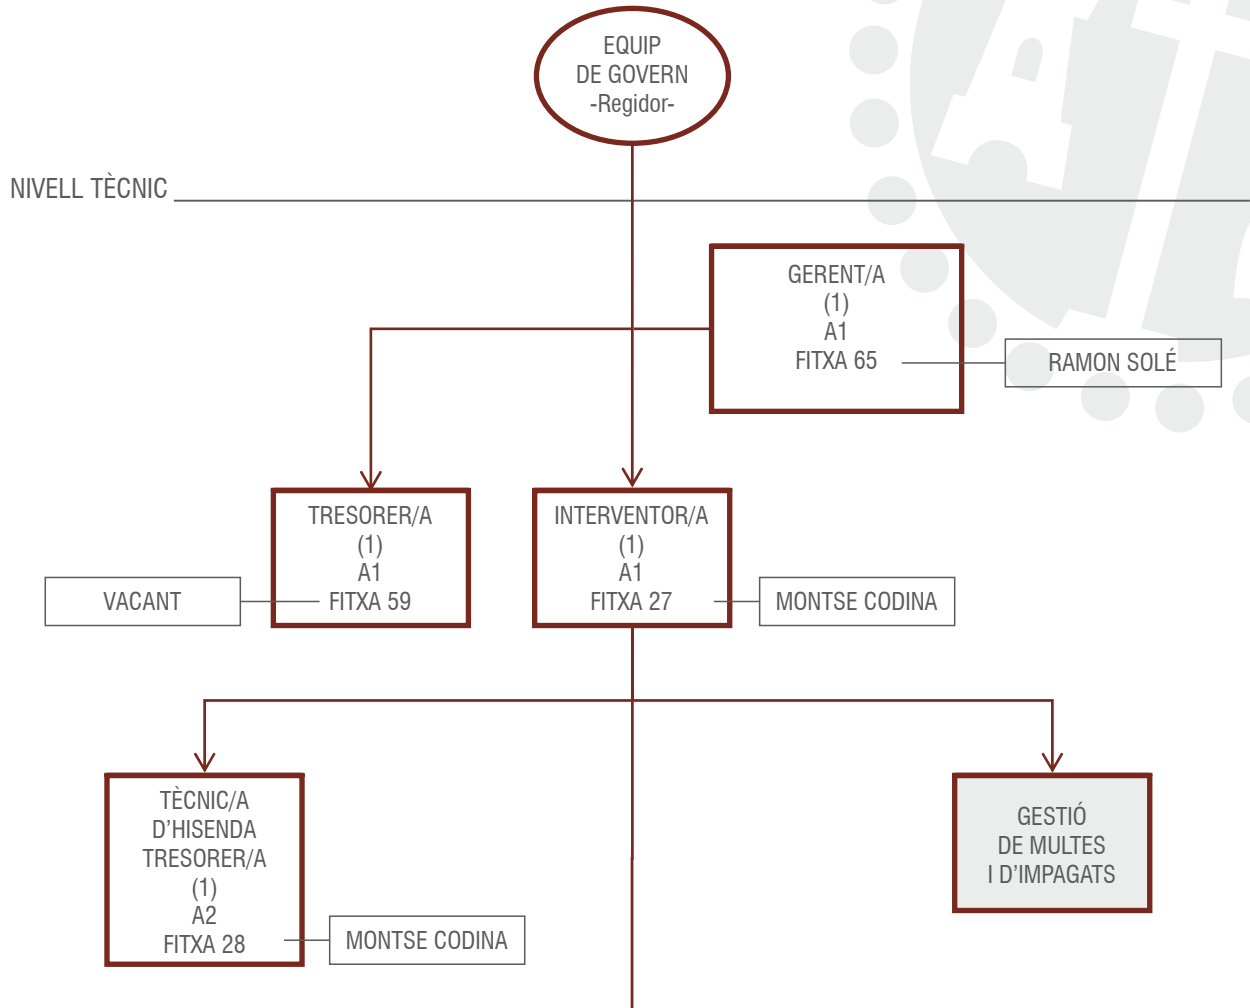 EQUIP
DE GOVERN
-Regidor-
NIVELL TÈCNIC
GERENT/A
(1)
A1
FITXA 65
RAMON SOLÉ
TRESORER/A
(1)
A1
FITXA 59
VACANT
INTERVENTOR/A
(1)
A1
FITXA 27
MONTSE CODINA
TÈCNIC/A
D'HISENDA
TRESORER/A
(1)
A2
FITXA 28
MONTSE CODINA
GESTIÓ
DE MULTES
I D'IMPAGATS